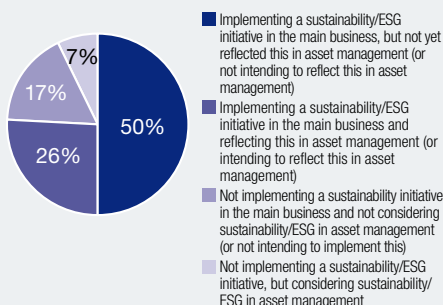 7%
17%
50%
26%
Implementing a sustainability/ESG
initiative in the main business, but not yet
reflected this in asset management (or
not intending to reflect this in asset
management)
Implementing a sustainability/ESG
initiative in the main business and
reflecting this in asset management (or
intending to reflect this in asset
management)
Not implementing a sustainability initiative
in the main business and not considering
sustainability/ESG in asset management
(or not intending to implement this)
Not implementing a sustainability/ESG
initiative, but considering sustainability/
ESG in asset management